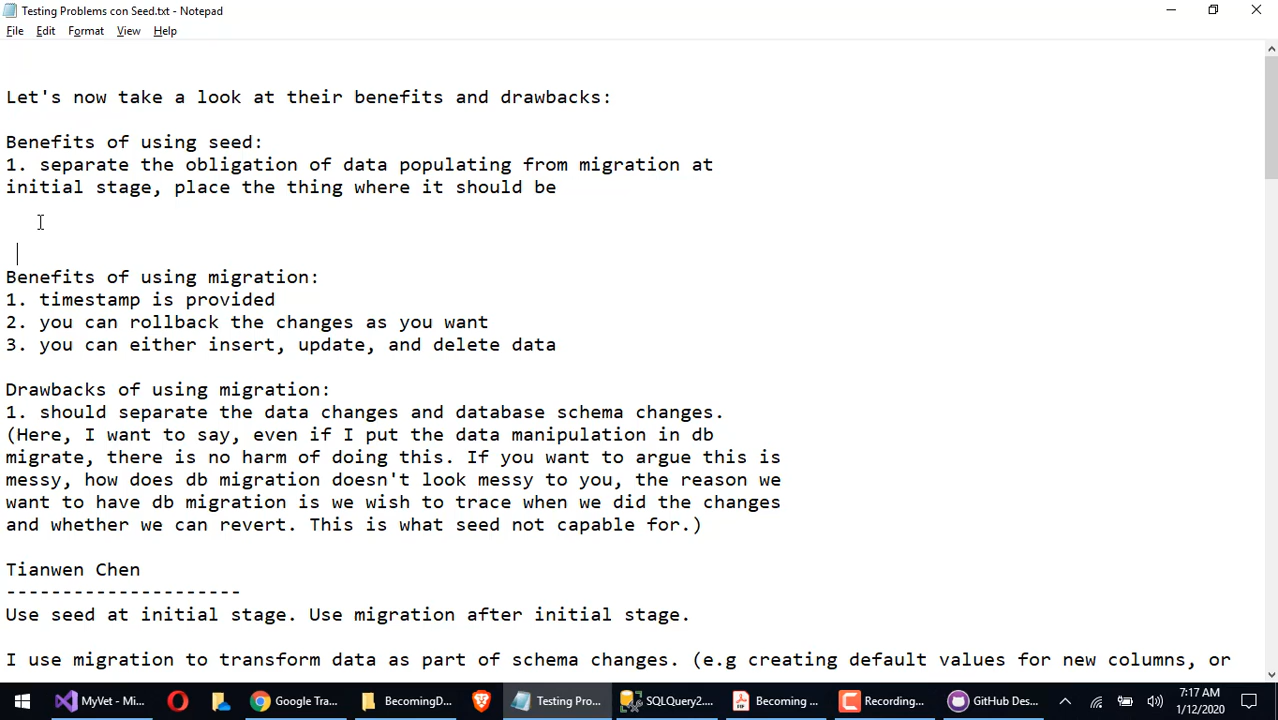 Testing Problems con Seed.txt - Notepad
File Edit Format View Help
Let's now take a look at their benefits and drawbacks:
Benefits of using seed:
1. separate the obligation of data populating from migration at
initial stage, place the thing where it should be
Benefits of using migration:
1. timestamp is provided
2. you can rollback the changes as you want
3. you can either insert, update, and delete data
Drawbacks of using migration:
1. should separate the data changes and database schema changes.
(Here, I want to say, even if I put the data manipulation in db
migrate, there is no harm of doing this. If you want to argue this is
messy, how does db migration doesn't look messy to you, the reason we
want to have db migration is we wish to trace when we did the changes
and whether we can revert. This is what seed not capable for.)
Tianwen Chen
---------------------
Use seed at initial stage. Use migration after initial stage.
I use migration to transform data as part of schema changes. (e.g creating default values for new columns, or
MyVet - Mi... Google Tra... BecomingD... Testing Pro... SQLQuery2.... Becoming ... Recording... GitHub Des... 7:17 AM
1/12/2020